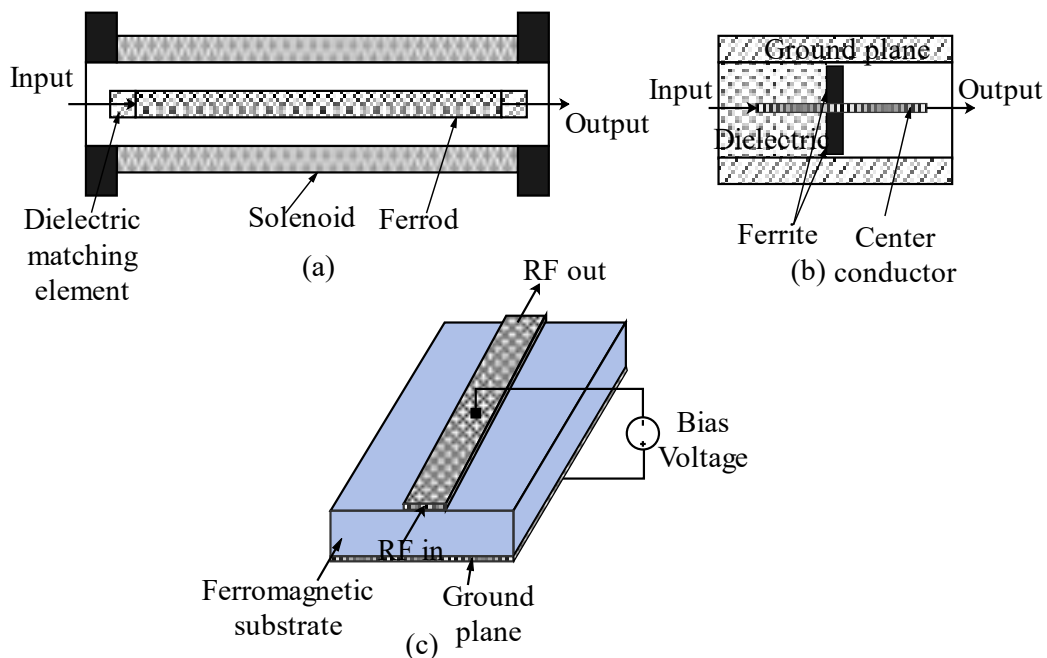 Input
Output
Dielectric
matching
element
Solenoid
Ferrod
(a)
Ground plane
Input
Output
Dielectric
Ferrite
Center
conductor
(b)
RF out
Bias
Voltage
RF in
Ferromagnetic
substrate
Ground
plane
(c)